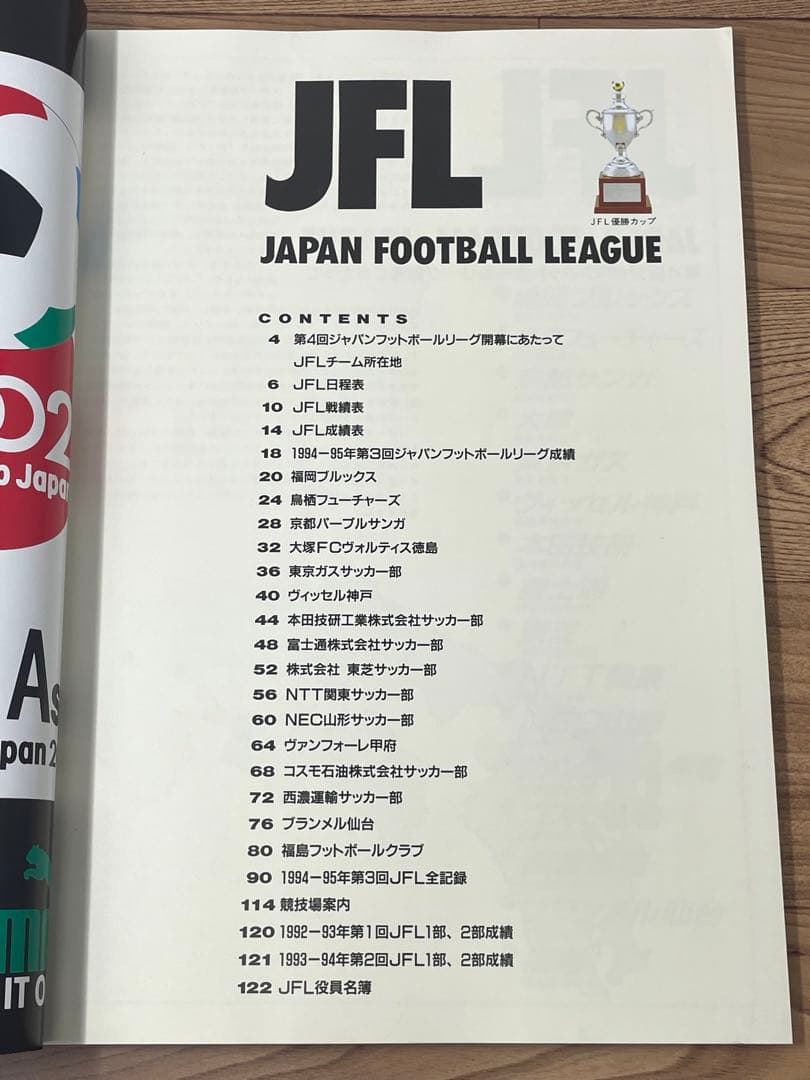 JFL
JFL優勝カップ
JAPAN FOOTBALL LEAGUE
CONTENTS
4 第4回ジャパンフットボールリーグ開幕にあたって
JFLチーム所在地
6 JFL日程表
10 JFL戦績表
14 JFL成績表
18 1994−95年第3回ジャパンフットボールリーグ成績
20 福岡ブルックス
24 鳥栖フューチャーズ
28 京都パープルサンガ
32 大塚FCヴォルティス徳島
36 東京ガスサッカー部
40 ヴィッセル神戸
44 本田技研工業株式会社サッカー部
48 富士通株式会社サッカー部
52 株式会社 東芝サッカー部
56 NTT関東サッカー部
60 NEC山形サッカー部
64 ヴァンフォーレ甲府
68 コスモ石油株式会社サッカー部
72 西濃運輸サッカー部
76 ブランメル仙台
80 福島フットボールクラブ
90 1994−95年第3回JFL全記録
114 競技場案内
120 1992−93年第1回JFL1部、2部成績
121 1993−94年第2回JFL1部、2部成績
122 JFL役員名簿
02
p Japan
As
pan 2
IT O